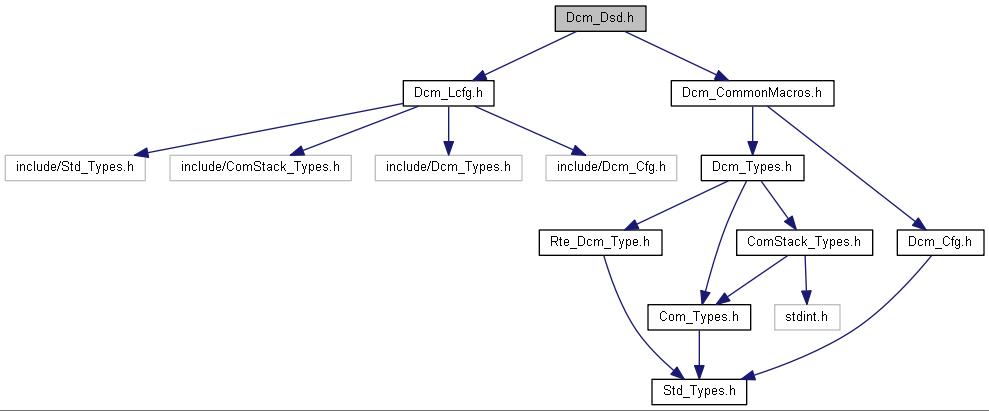 Dcm_Dsd.h
Dcm_Lcfg.h
Dcm_CommonMacros.h
include/Std_Types.h
include/ComStack_Types.h
include/Dcm_Types.h
include/Dcm_Cfg.h
Dcm_Types.h
Rte_Dcm_Type.h
ComStack_Types.h
Dcm_Cfg.h
Com_Types.h
stdint.h
Std_Types.h